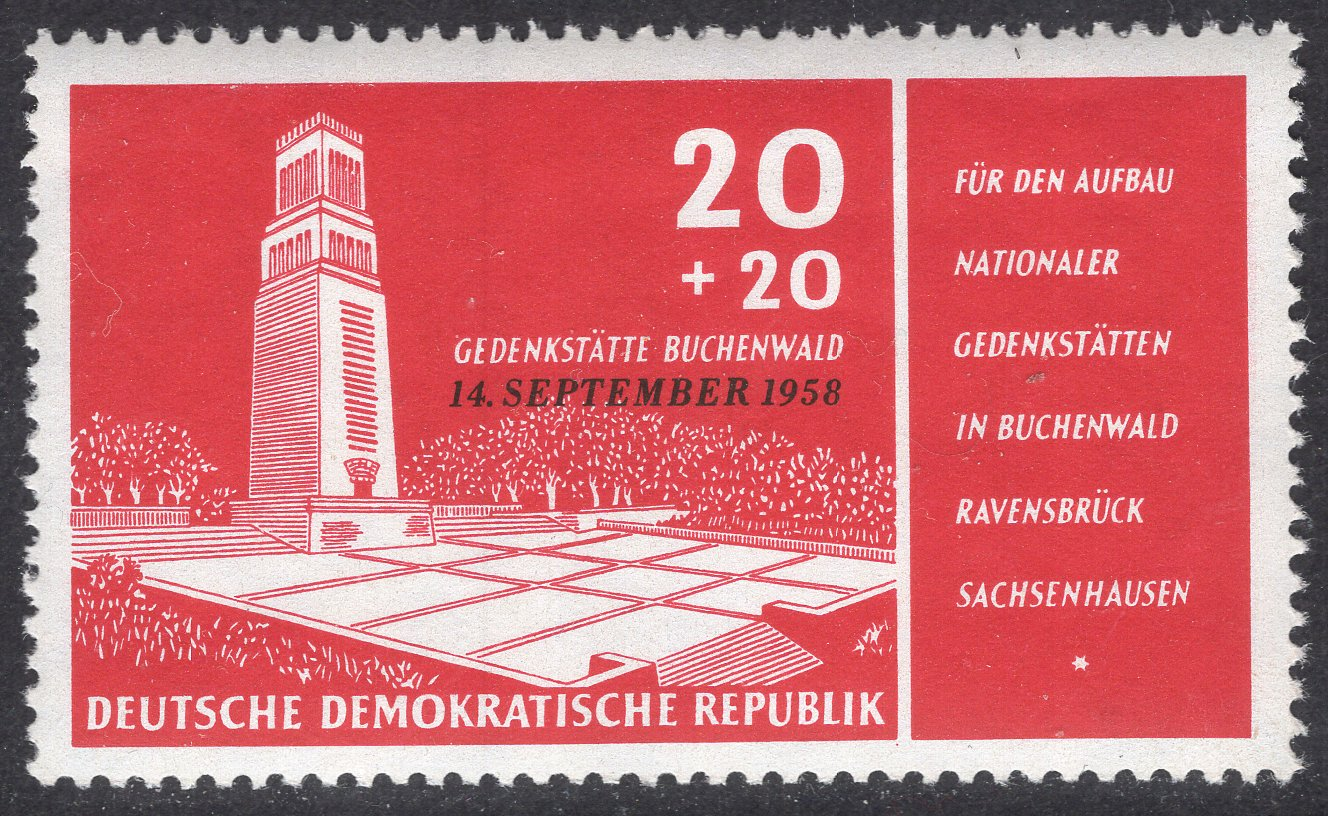 20
+ 20
GEDENKSTÄTTE BUCHENWALD
14. SEPTEMBER 1958
DEUTSCHE DEMOKRATISCHE REPUBLIK
FÜR DEN AUFBAU
NATIONALER
GEDENKSTÄTTEN
IN BUCHENWALD
RAVENSBRÜCK
SACHSENHAUSEN